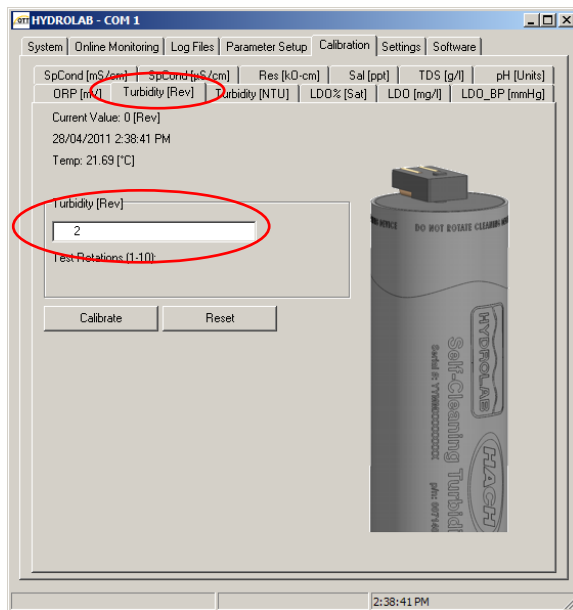 OTT HYDROLAB - COM 1
System Online Monitoring Log Files Parameter Setup Calibration Settings Software
SpCond [mS/cm] SpCond [µS/cm] Res [kO-cm] Sal [ppt] TDS [g/l] pH [Units]
ORP [mV] Turbidity [Rev] Turbidity [NTU] LDO% [Sat] LDO [mg/l] LDO_BP [mmHg]
Current Value: 0 [Rev]
28/04/2011 2:38:41 PM
Temp: 21.69 [°C]
Turbidity [Rev]
2
Test Rotations (1-10):
Calibrate Reset
DO NOT ROTATE
HYDROLAB
Self-Cleaning
HACH
2:38:41 PM